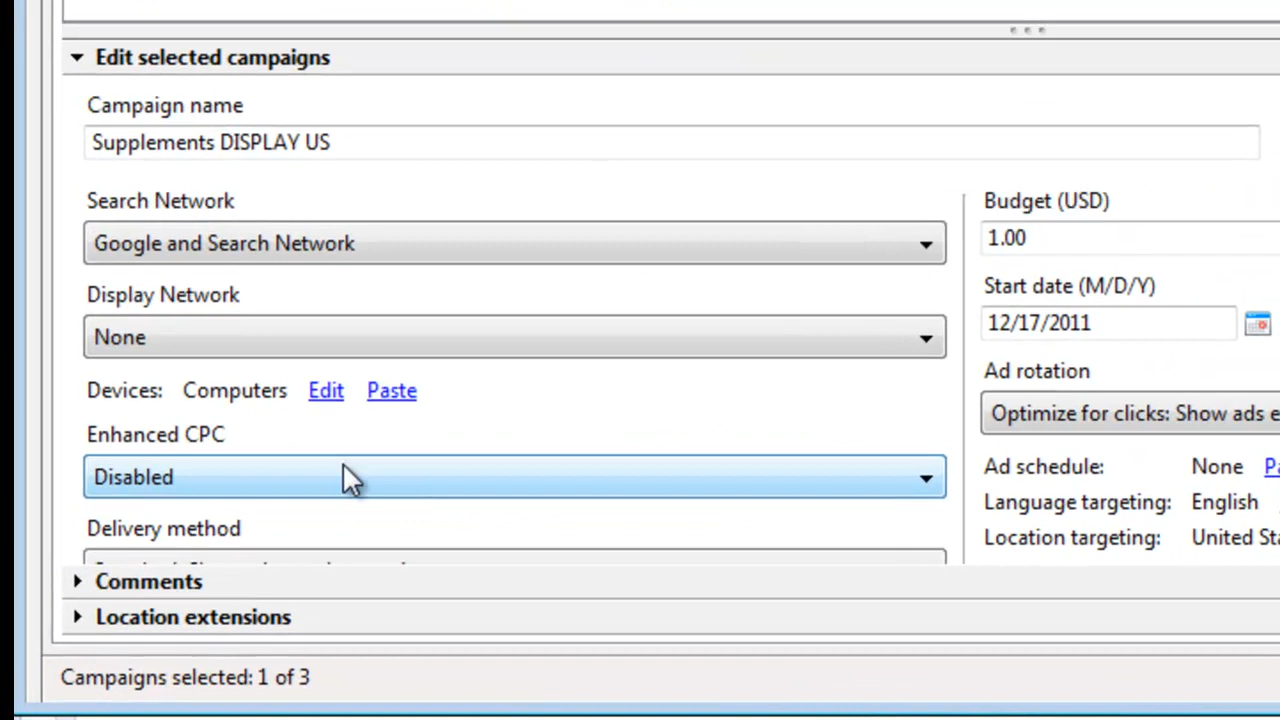 Edit selected campaigns
Campaign name
Supplements DISPLAY US
Search Network
Google and Search Network
Display Network
None
Devices: Computers Edit Paste
Enhanced CPC
Disabled
Delivery method
Budget (USD)
1.00
Start date (M/D/Y)
12/17/2011
Ad rotation
Optimize for clicks: Show ads e
Ad schedule: None Pa
Language targeting: English
Location targeting: United Sta
Comments
Location extensions
Campaigns selected: 1 of 3